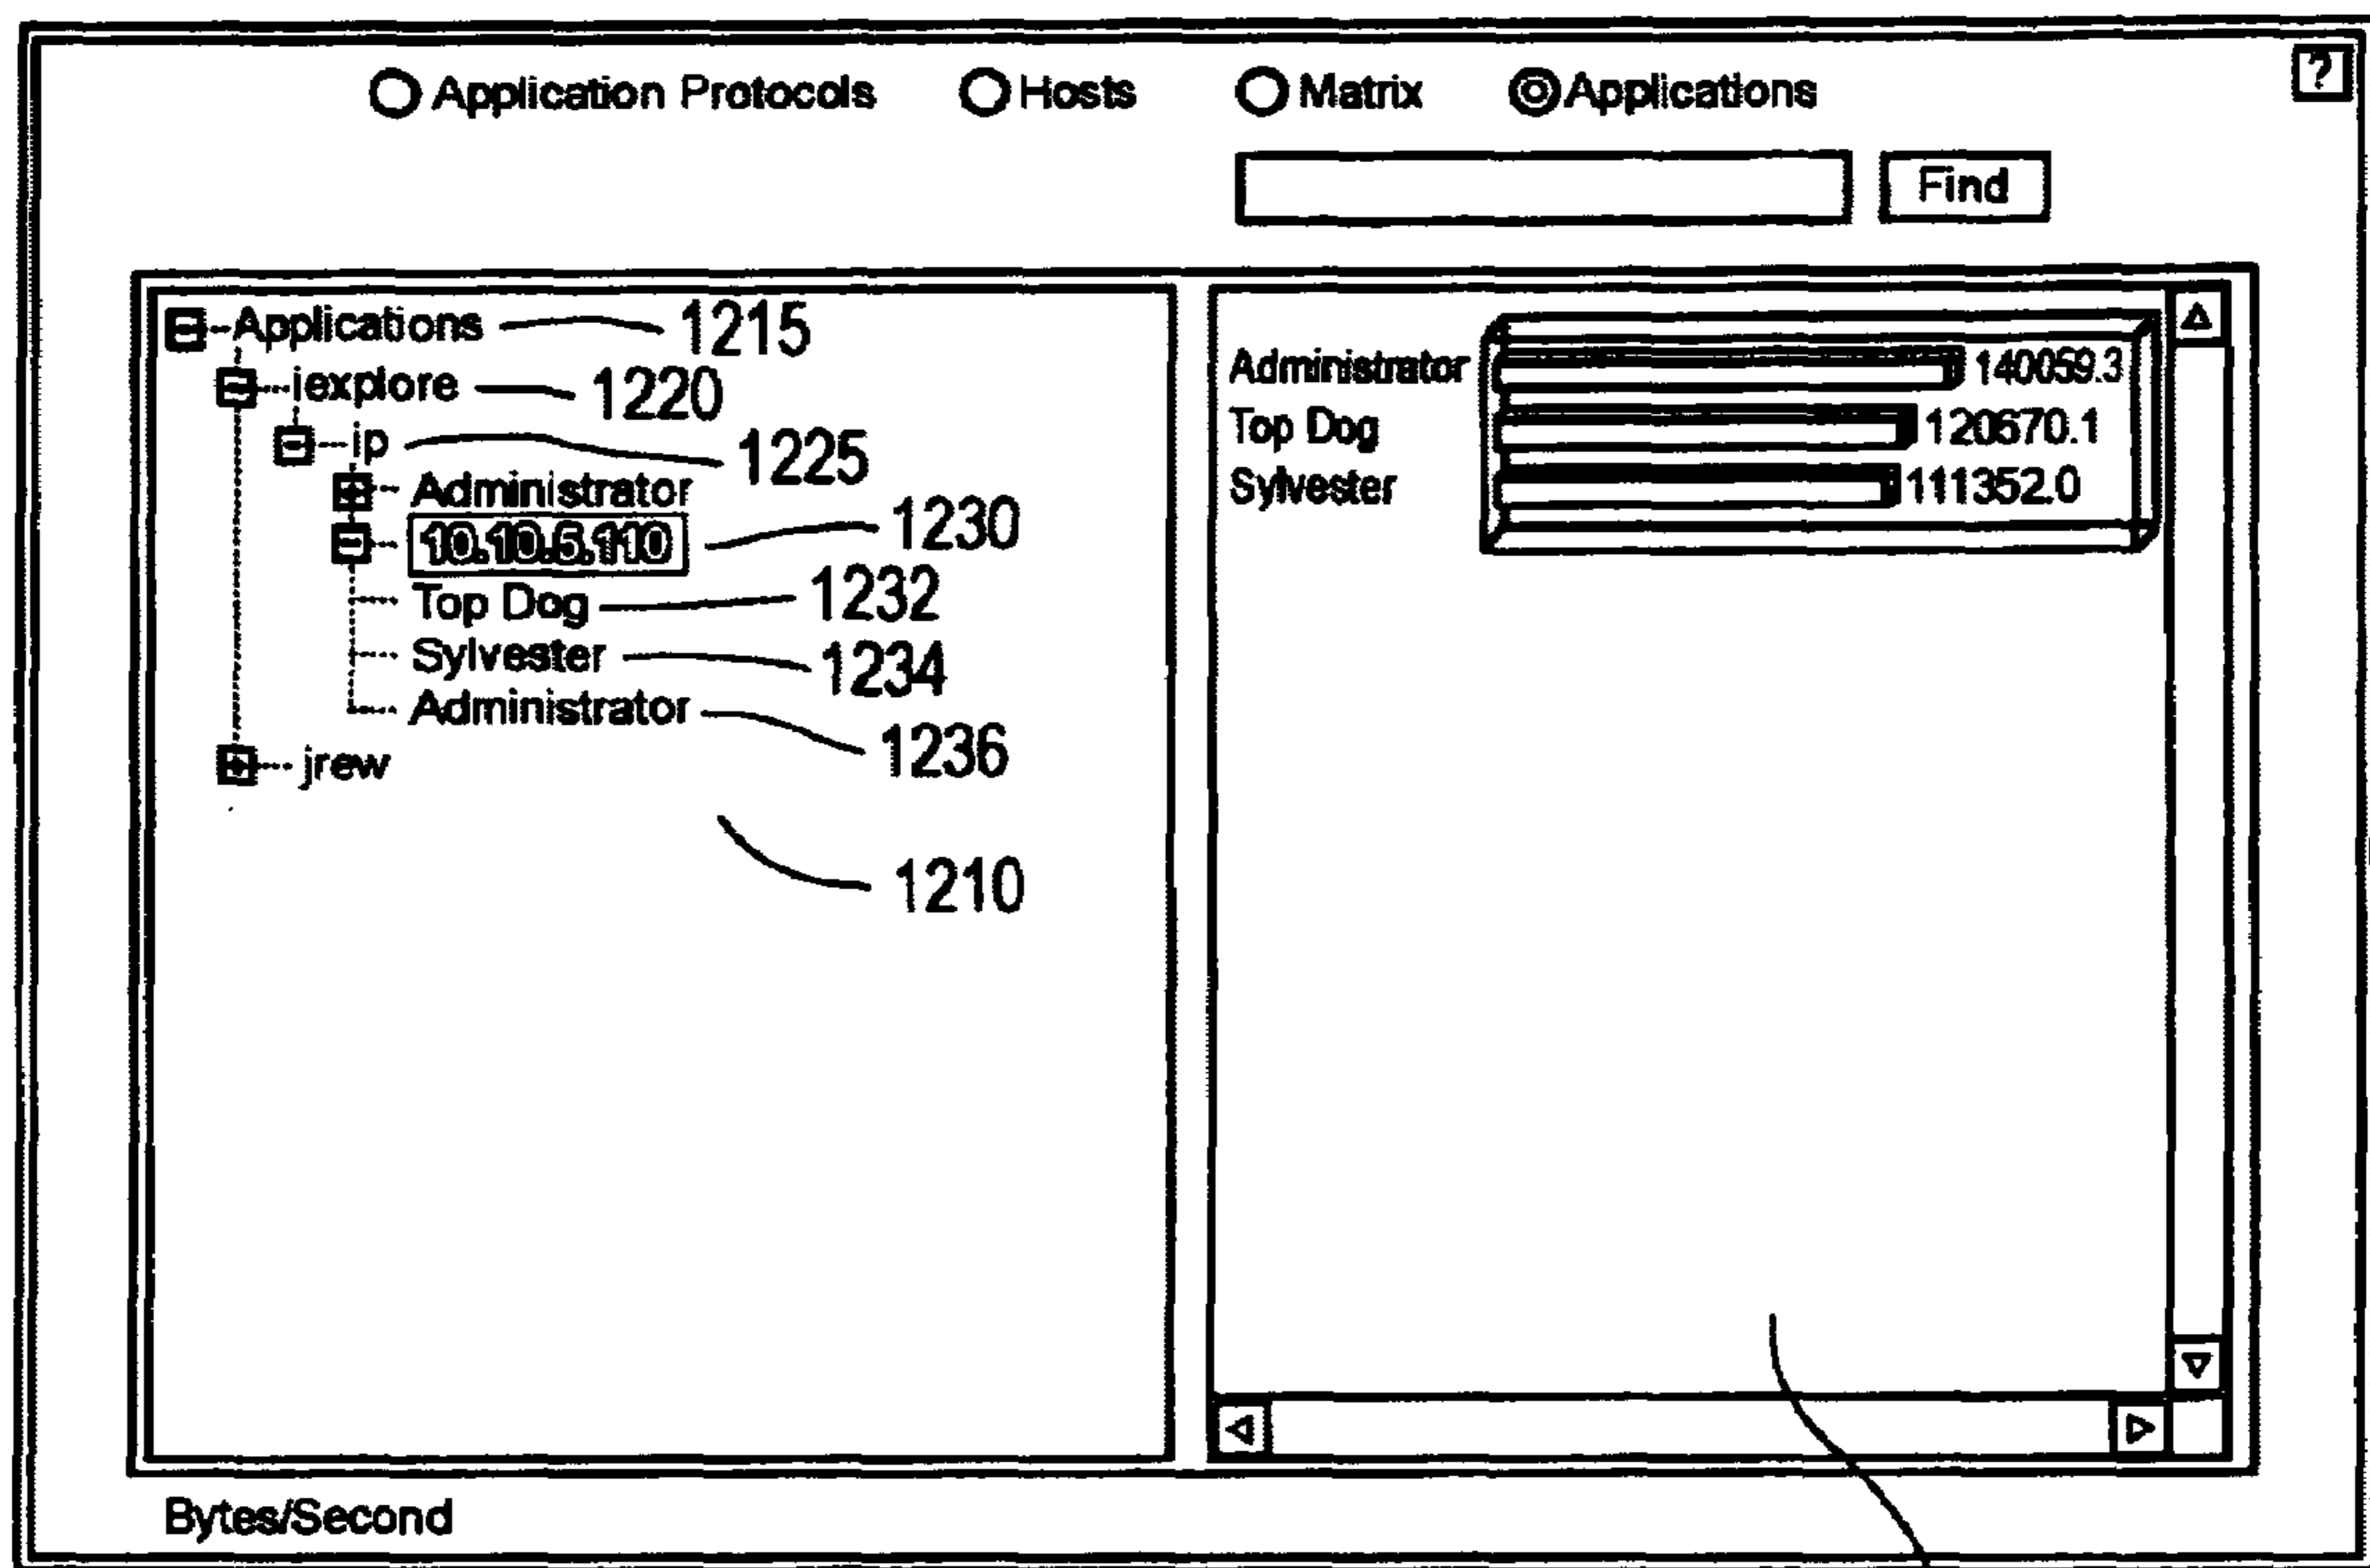 Application Protocols Hosts Matrix Applications ?
Find
Applications 1215
iexplore 1220
ip 1225
Administrator
10.10.5.110 1230
Top Dog 1232
Sylvester 1234
Administrator 1236
jrew
1210
Administrator 140059.3
Top Dog 120670.1
Sylvester 111352.0
Bytes/Second